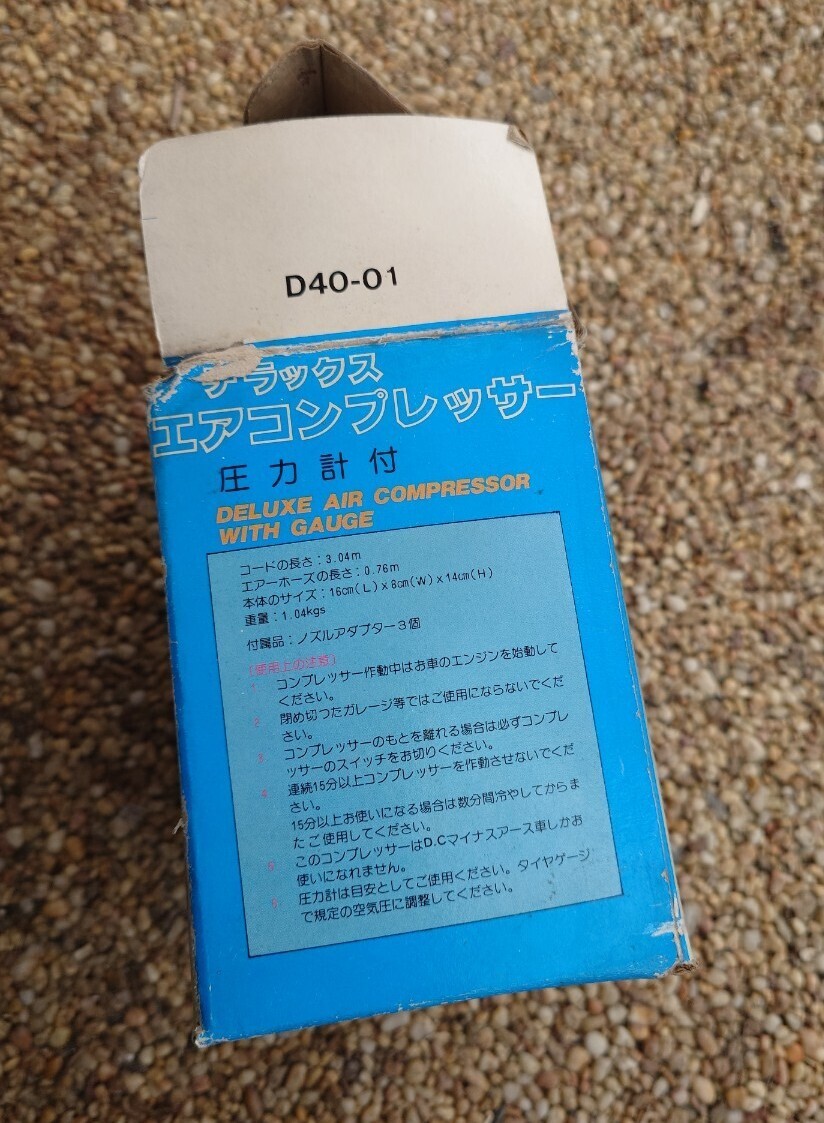 D40-01
デラックス
エアコンプレッサー
圧力計付
DELUXE AIR COMPRESSOR
WITH GAUGE
コードの長さ：3.04m
エアーホーズの長さ：0.76m
本体のサイズ：16cm(L)x8cm(W)x14cm(H)
重量：1.04kgs
付属品：ノズルアダプター3個
(使用上の注意)
1. コンプレッサー作動中はお車のエンジンを始動して
ください。
2. 閉め切つたガレージ等ではご使用にならないでくだ
さい。
3. コンプレッサーのもとを離れる場合は必ずコンプレ
ッサーのスイッチをお切りください。
4. 連続15分以上コンプレッサーを作動させないでくだ
さい。
15分以上お使いになる場合は数分間冷やしてからま
たご使用してください。
5. このコンプレッサーはD.Cマイナスアース車しかお
使いになれません。
6. 圧力計は目安としてご使用ください。タイヤゲージ
で規定の空気圧に調整してください。